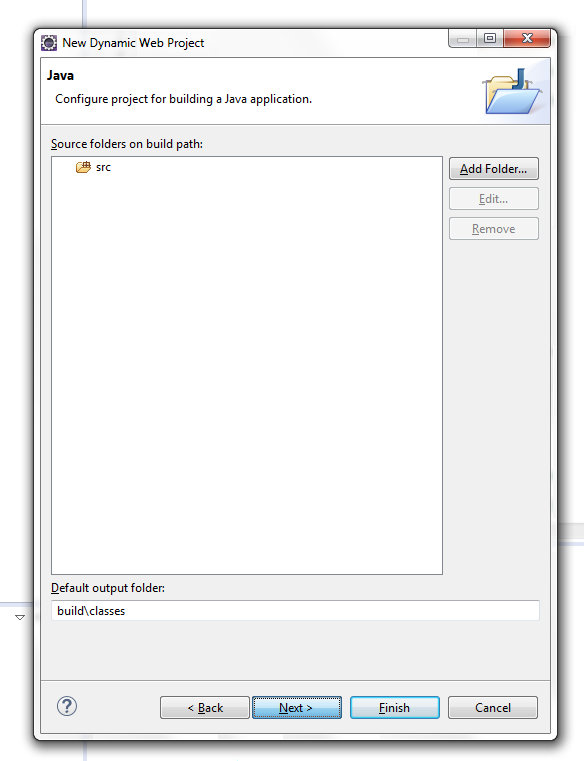 New Dynamic Web Project
Java
Configure project for building a Java application.
Source folders on build path:
src
Add Folder...
Edit...
Remove
Default output folder:
build\classes
?
< Back
Next >
Finish
Cancel